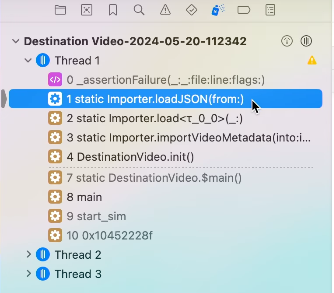 Destination Video-2024-05-20-112342
Thread 1
0 _assertionFailure(_:_:file:line:flags:)
1 static Importer.loadJSON(from:)
2 static Importer.load<τ_0_0>(_:)
3 static Importer.importVideoMetadata(into:i...
4 DestinationVideo.init()
7 static DestinationVideo.$main()
8 main
9 start_sim
10 0x10452228f
Thread 2
Thread 3